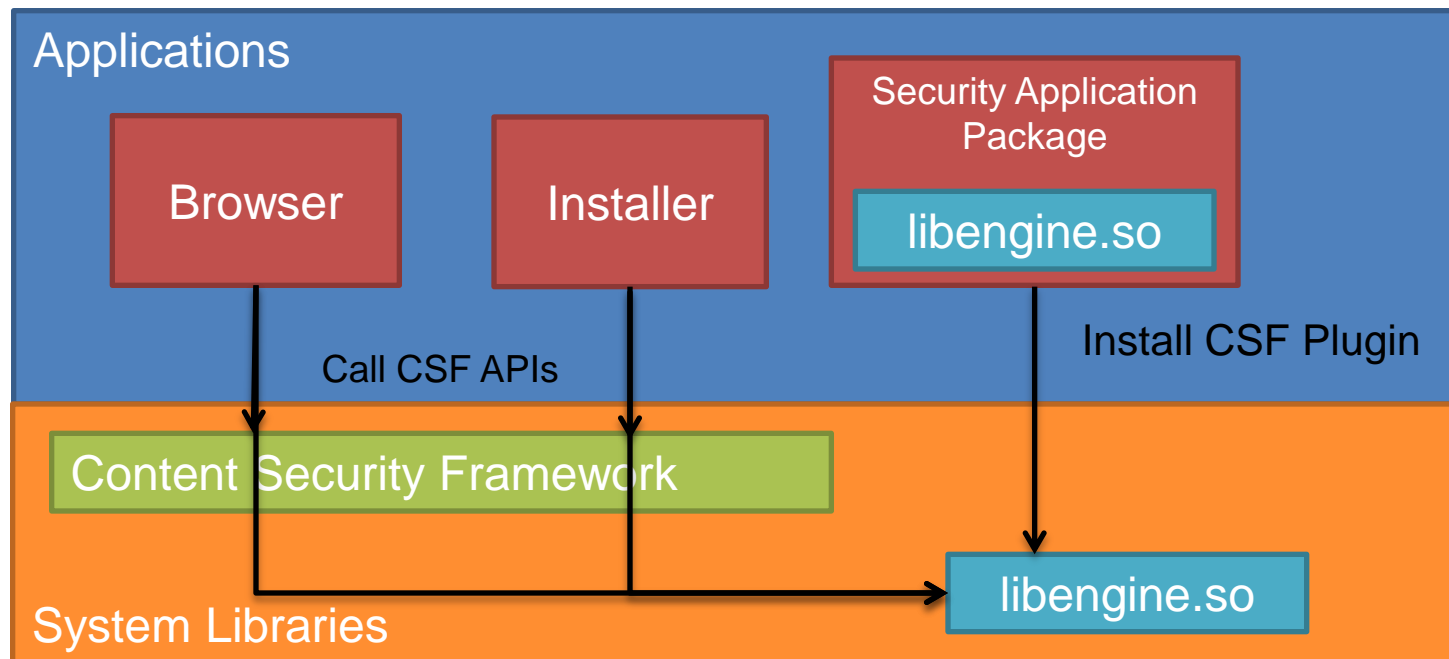 Applications
Security Application
Package
Browser
Installer
libengine.so
Install CSF Plugin
Call CSF APIs
Content Security Framework
libengine.so
System Libraries